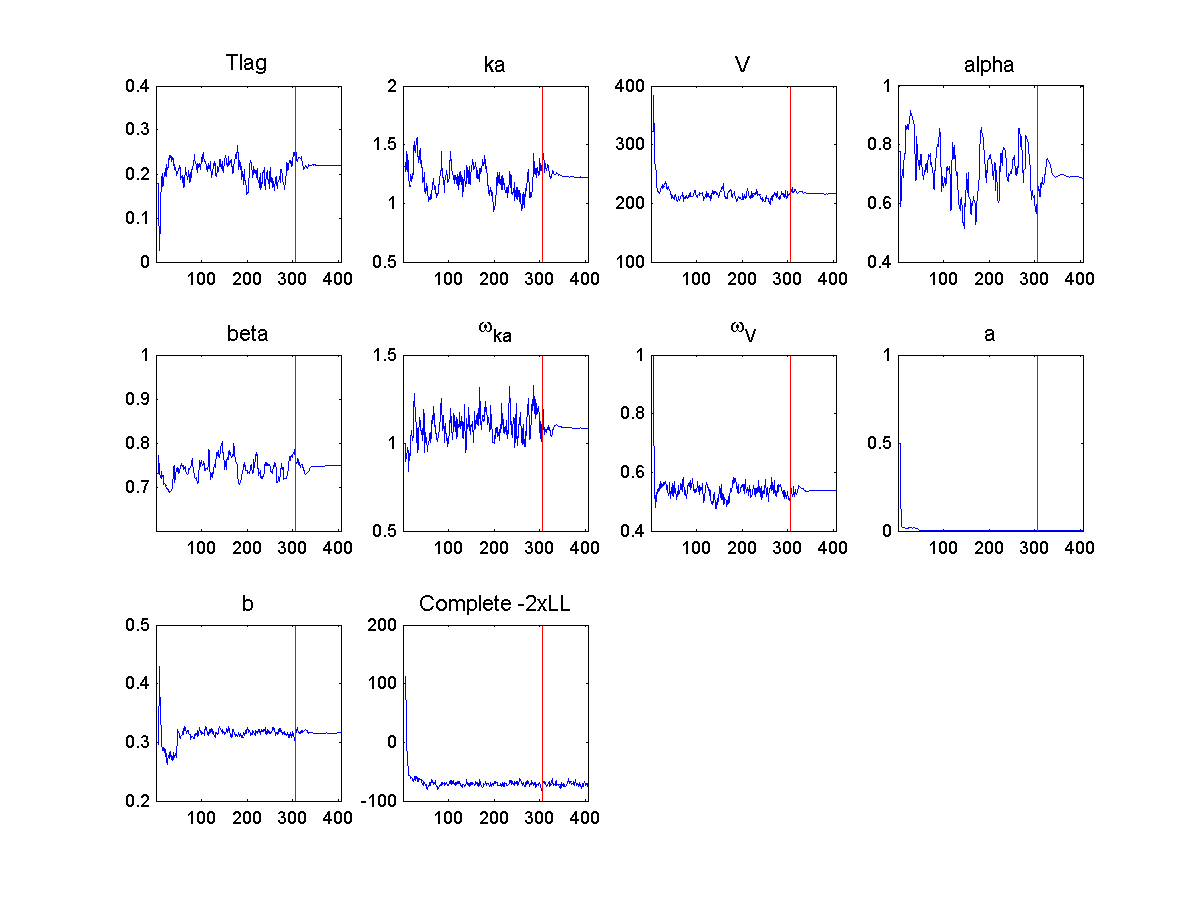 Tlag ka V alpha
0.4 2 400 1
0.3 1.5 300 0.8
0.2 1 200 0.6
0.1
0 0.5 100 0.4
100 200 300 400 100 200 300 400 100 200 300 400 100 200 300 400
beta ωka ωV a
1 1.5 1 1
0.9 0.8
0.8 1 0.6 0.5
0.7
0.5 0.4 0
100 200 300 400 100 200 300 400 100 200 300 400 100 200 300 400
b Complete -2xLL
0.5 200
0.4 100
0.3 0
0.2 -100
100 200 300 400 100 200 300 400